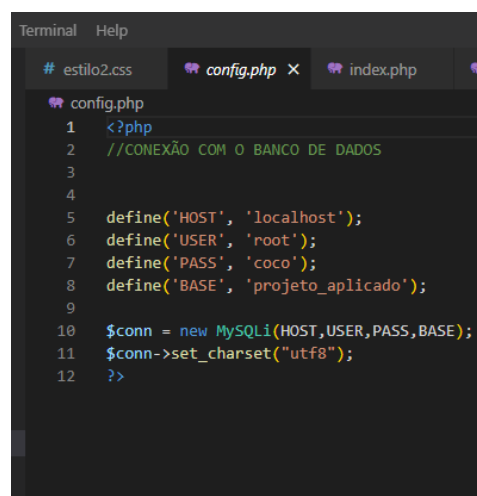 Terminal Help
# estilo2.css config.php × index.php
config.php
1 <?php
2 //CONEXÃO COM O BANCO DE DADOS
3
4
5 define('HOST', 'localhost');
6 define('USER', 'root');
7 define('PASS', 'coco');
8 define('BASE', 'projeto_aplicado');
9
10 $conn = new MySQLi(HOST,USER,PASS,BASE);
11 $conn->set_charset("utf8");
12 ?>